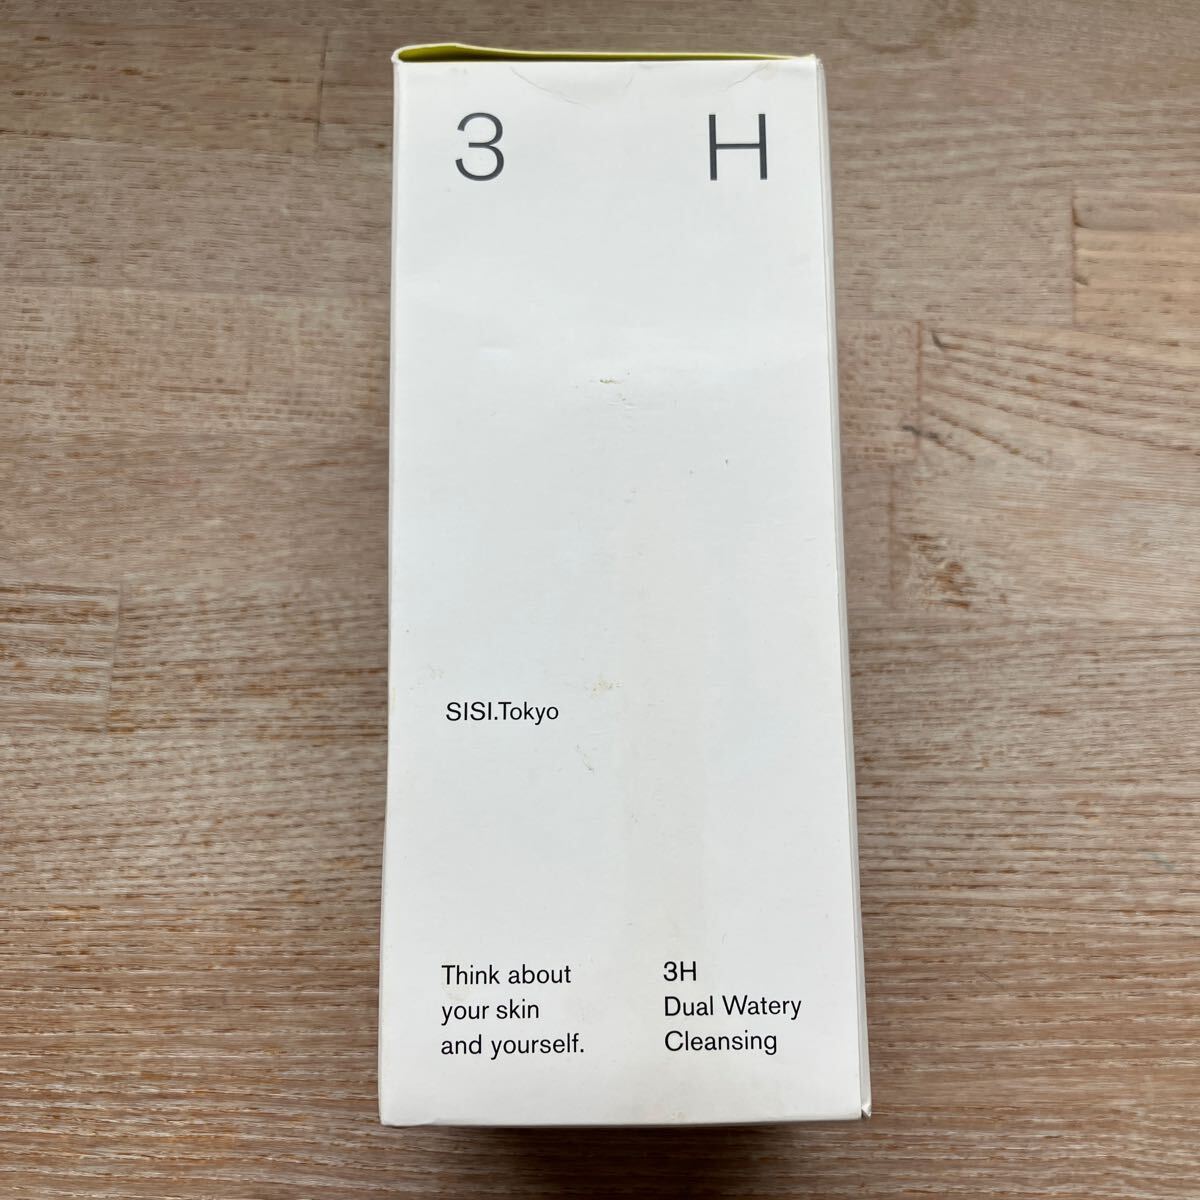 3 H
SISI.Tokyo
Think about
your skin
and yourself.
3H
Dual Watery
Cleansing